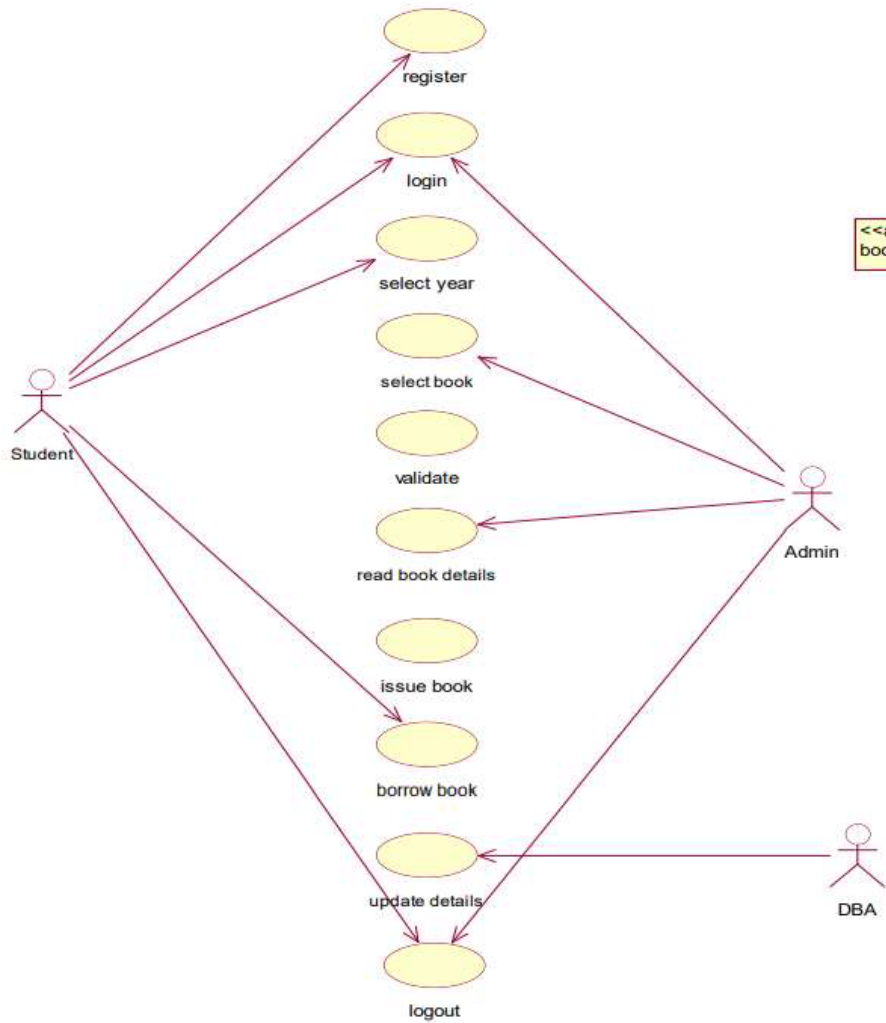 register
login
select year
select book
Student
validate
Admin
read book details
issue book
borrow book
update details
DBA
logout